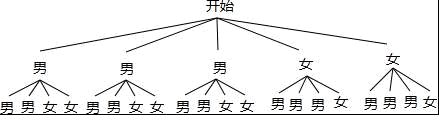 开始
男 男 男 女 女
男 男 女 女 男 男 女 女 男 男 女 女 男 男 男 女 男 男 男 女